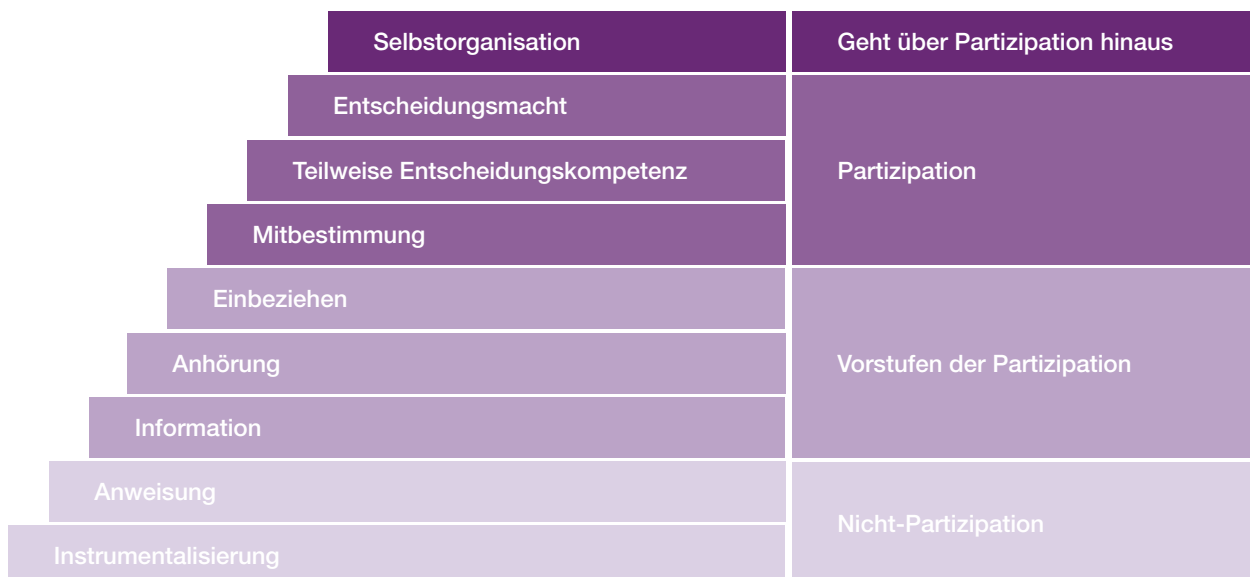 Selbstorganisation
Geht über Partizipation hinaus
Entscheidungsmacht
Teilweise Entscheidungskompetenz
Partizipation
Mitbestimmung
Einbeziehen
Anhörung
Vorstufen der Partizipation
Information
Anweisung
Nicht-Partizipation
Instrumentalisierung